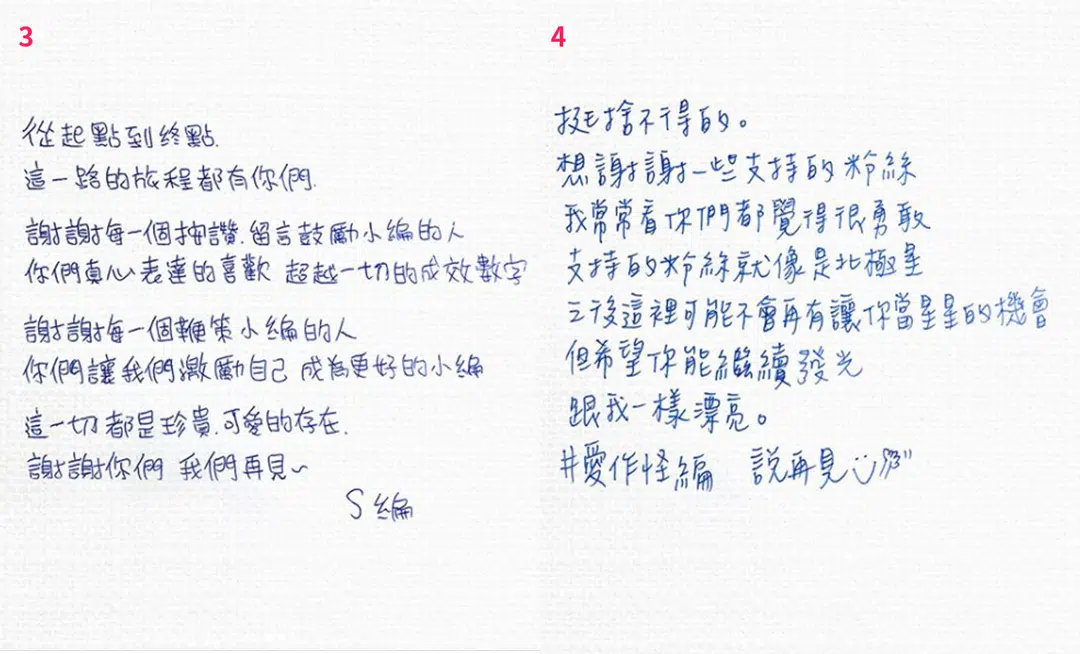 3
從起點到終點.
這一路的旅程都有你們.
謝謝每一個按讚.留言鼓勵小編的人
你們真心表達的喜歡 超越一切的成效數字
謝謝每一個鞭策小編的人
你們讓我們激勵自己 成為更好的小編
這一切都是珍貴.可愛的存在.
謝謝你們 我們再見~
S編
4
挺捨不得的。
想謝謝一些支持的粉絲
我常常看你們都覺得很勇敢
支持的粉絲就像是北極星
之後這裡可能不會再有讓你當星星的機會
但希望你能繼續發光
跟我一樣漂亮。
#愛作怪編 說再見